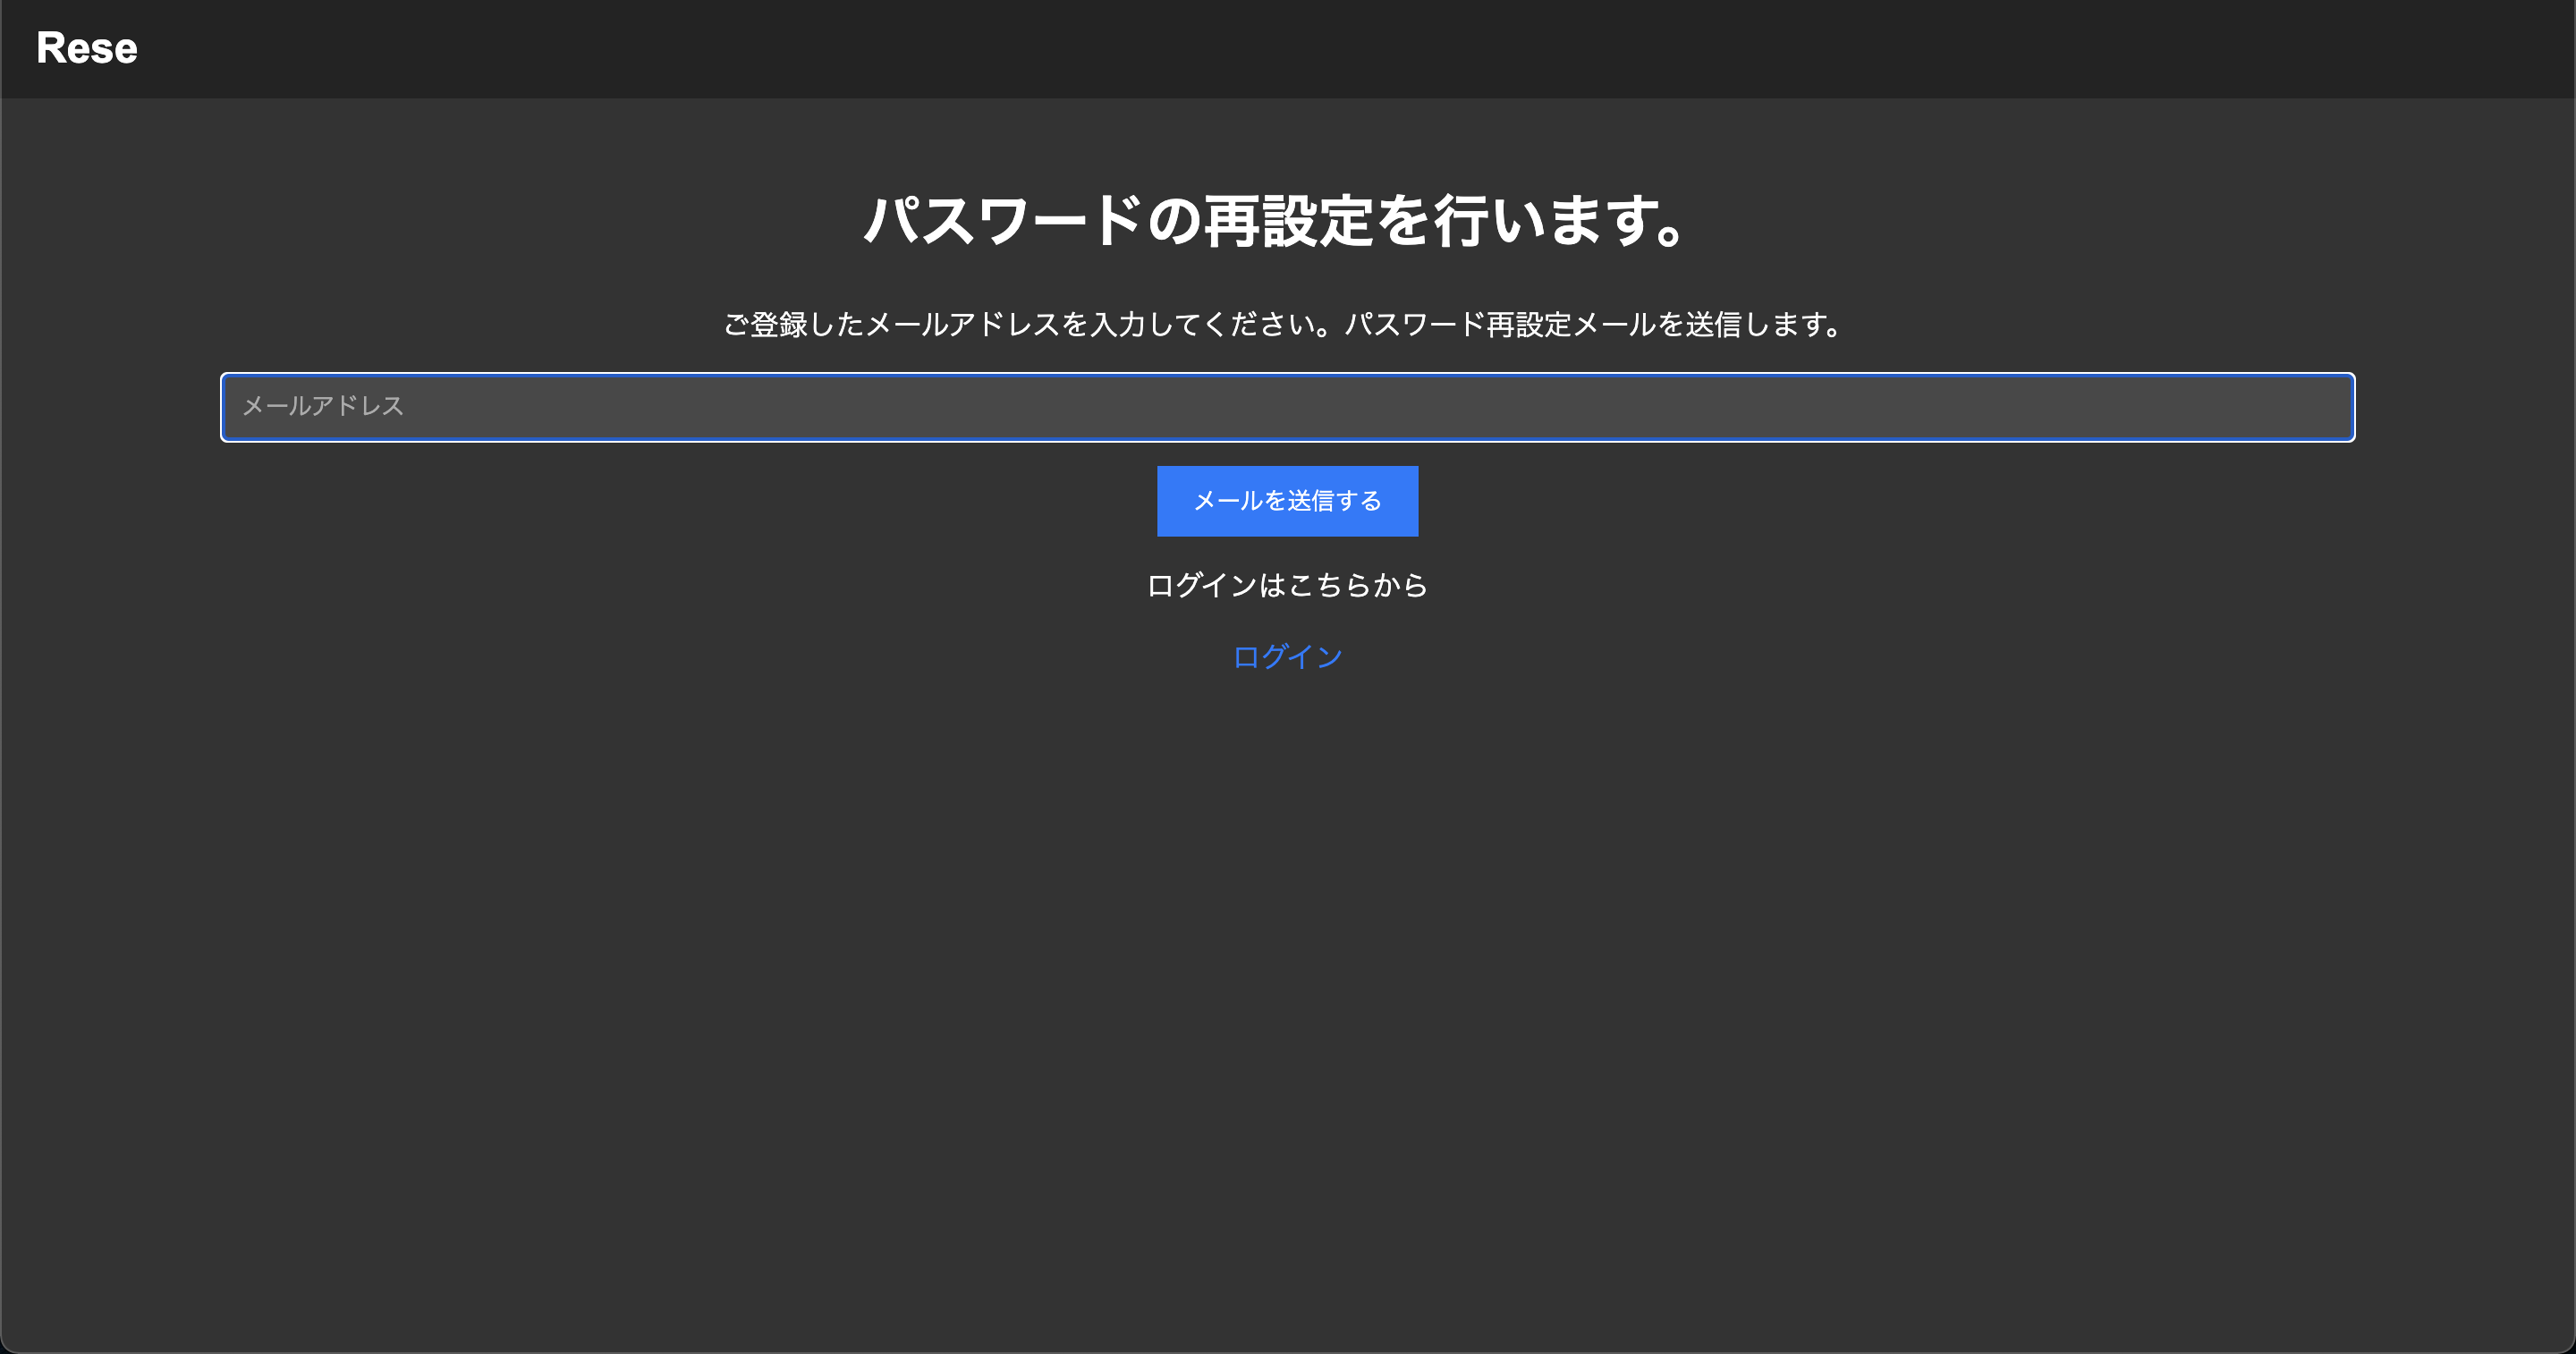 Rese
パスワードの再設定を行います。
ご登録したメールアドレスを入力してください。パスワード再設定メールを送信します。
メールアドレス
メールを送信する
ログインはこちらから
ログイン